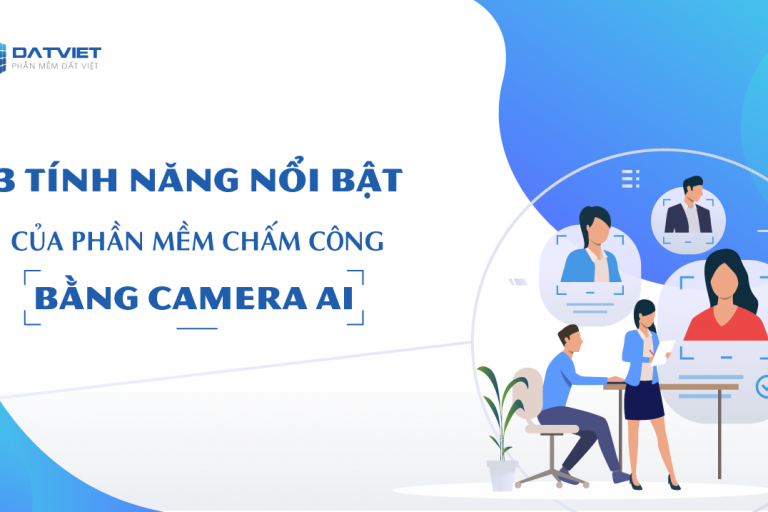 DATVIET
PHẦN MỀM ĐẤT VIỆT
3 TÍNH NĂNG NỔI BẬT
CỦA PHẦN MỀM CHẤM CÔNG
BẰNG CAMERA AI